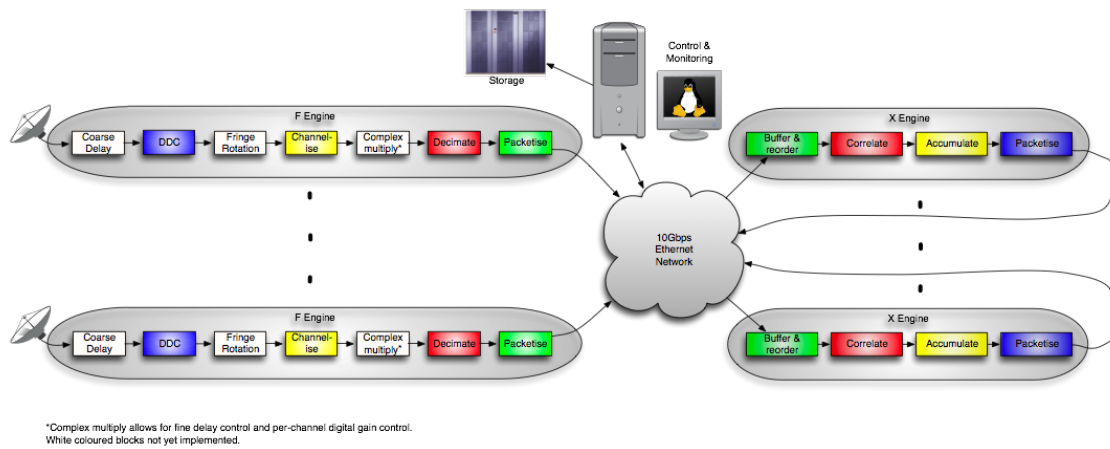 Control &
Monitoring
Storage
F Engine
Coarse
Delay
DDC
Fringe
Rotation
Channel-
ise
Complex
multiply*
Decimate
Packetise
X Engine
Buffer &
reorder
Correlate
Accumulate
Packetise
10Gbps
Ethernet
Network
F Engine
Coarse
Delay
DDC
Fringe
Rotation
Channel-
ise
Complex
multiply*
Decimate
Packetise
X Engine
Buffer &
reorder
Correlate
Accumulate
Packetise
*Complex multiply allows for fine delay control and per-channel digital gain control.
White coloured blocks not yet implemented.